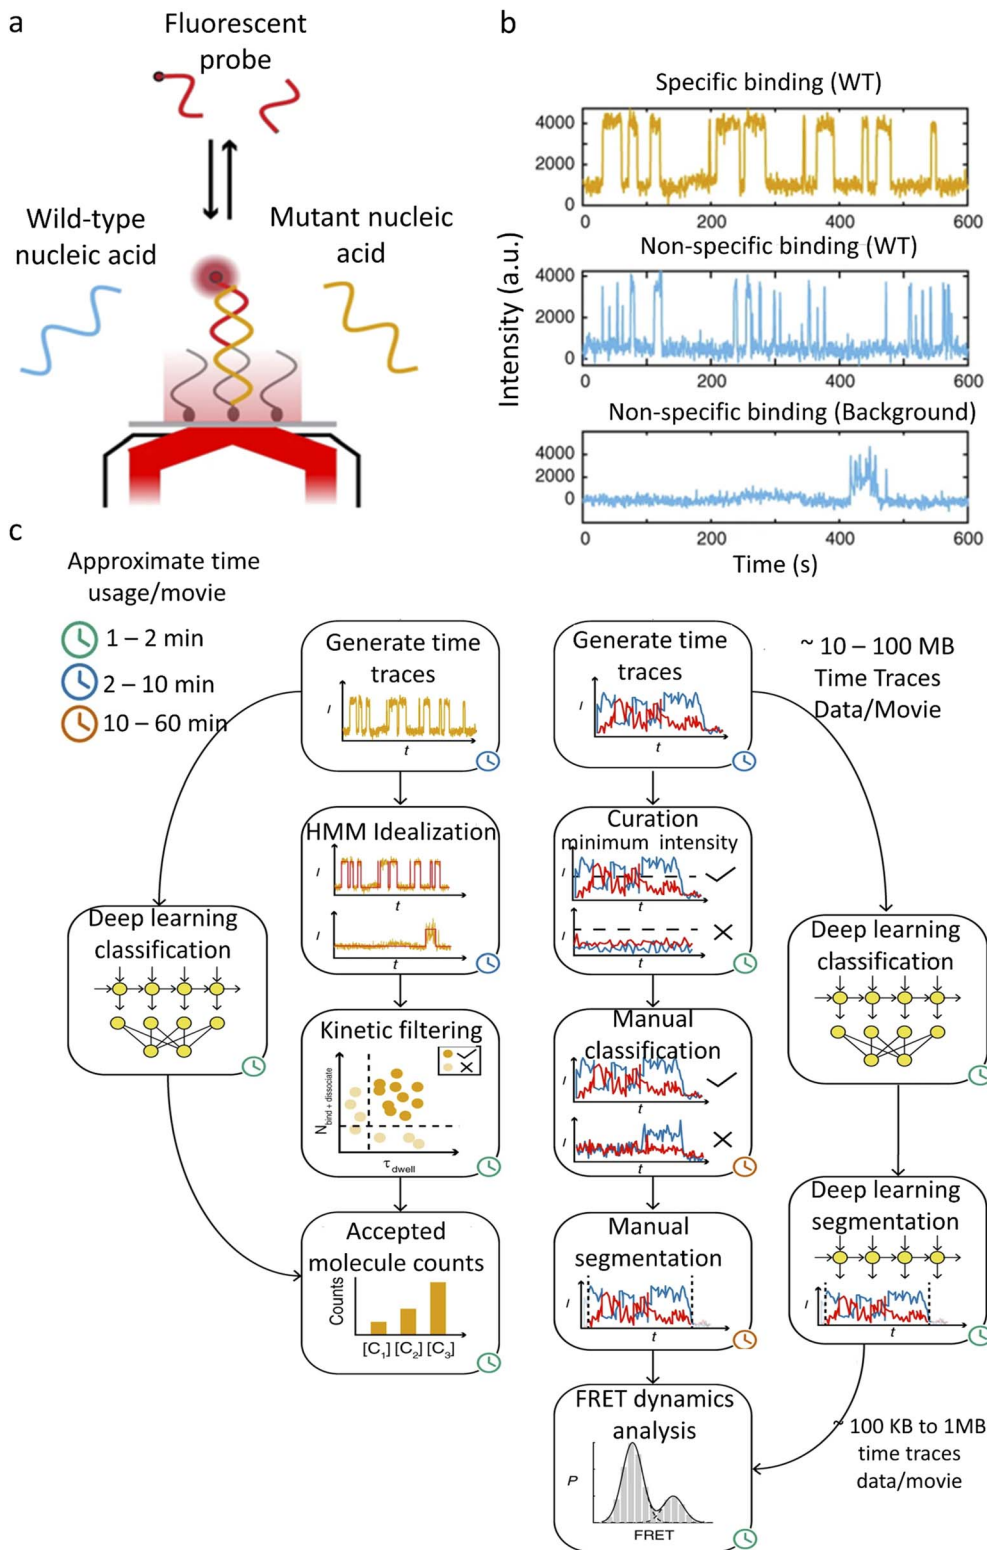 a
Fluorescent
probe
Wild-type
nucleic acid
Mutant nucleic
acid
b
Specific binding (WT)
4000
2000
0
0 200 400 600
Non-specific binding (WT)
4000
2000
0
0 200 400 600
Non-specific binding (Background)
4000
2000
0
0 200 400 600
Intensity (a.u.)
Time (s)
c
Approximate time
usage/movie
1 – 2 min
2 – 10 min
10 – 60 min
Generate time
traces
I
t
HMM Idealization
I
t
I
t
Deep learning
classification
Kinetic filtering
N bind + dissociate
τ dwell
Accepted
molecule counts
Counts
[C1] [C2] [C3]
Generate time
traces
I
t
~ 10 – 100 MB
Time Traces
Data/Movie
Curation
minimum intensity
I
t
I
t
Manual
classification
I
t
I
t
Manual
segmentation
I
t
Deep learning
classification
Deep learning
segmentation
I
t
FRET dynamics
analysis
P
FRET
~ 100 KB to 1MB
time traces
data/movie